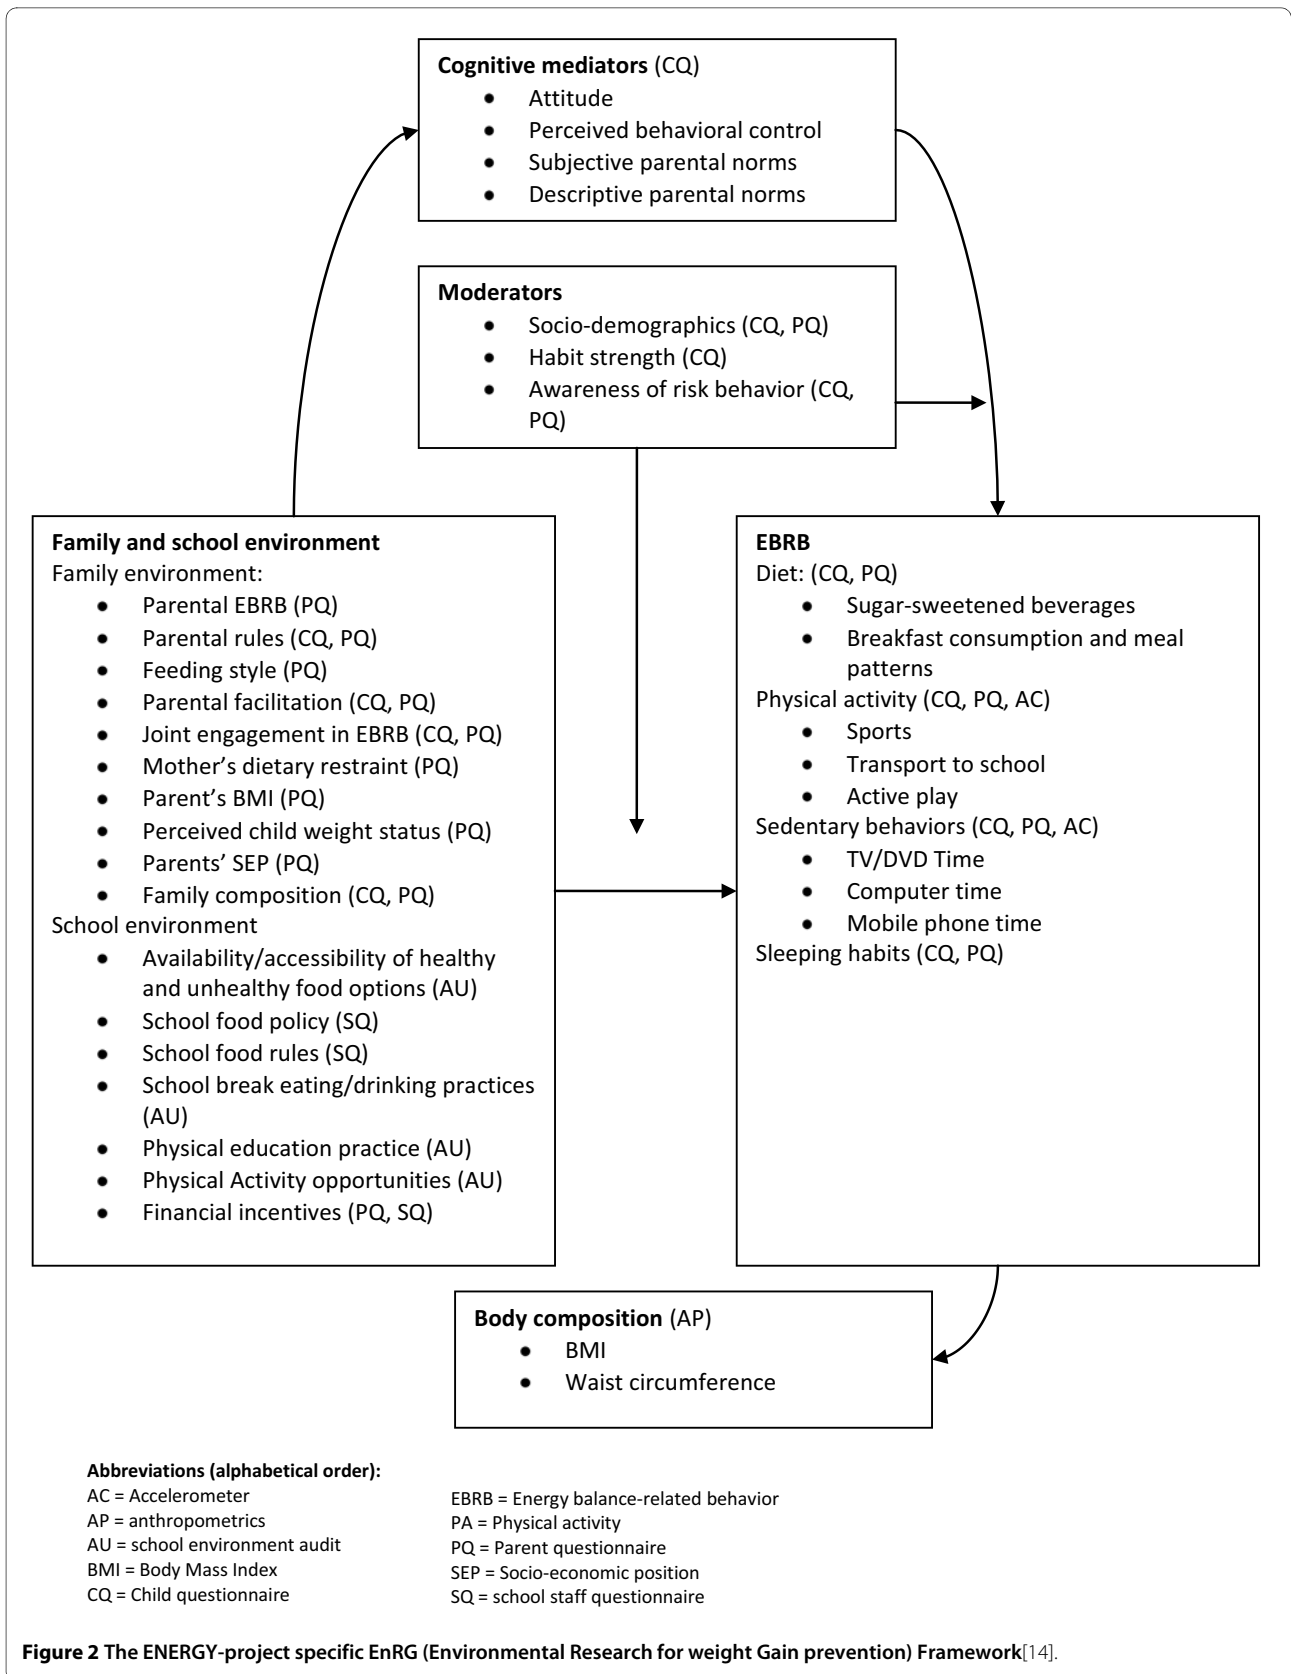 Cognitive mediators (CQ)
● Attitude
● Perceived behavioral control
● Subjective parental norms
● Descriptive parental norms
Moderators
● Socio-demographics (CQ, PQ)
● Habit strength (CQ)
● Awareness of risk behavior (CQ,
PQ)
Family and school environment
Family environment:
● Parental EBRB (PQ)
● Parental rules (CQ, PQ)
● Feeding style (PQ)
● Parental facilitation (CQ, PQ)
● Joint engagement in EBRB (CQ, PQ)
● Mother’s dietary restraint (PQ)
● Parent’s BMI (PQ)
● Perceived child weight status (PQ)
● Parents’ SEP (PQ)
● Family composition (CQ, PQ)
School environment
● Availability/accessibility of healthy
and unhealthy food options (AU)
● School food policy (SQ)
● School food rules (SQ)
● School break eating/drinking practices
(AU)
● Physical education practice (AU)
● Physical Activity opportunities (AU)
● Financial incentives (PQ, SQ)
EBRB
Diet: (CQ, PQ)
● Sugar-sweetened beverages
● Breakfast consumption and meal
patterns
Physical activity (CQ, PQ, AC)
● Sports
● Transport to school
● Active play
Sedentary behaviors (CQ, PQ, AC)
● TV/DVD Time
● Computer time
● Mobile phone time
Sleeping habits (CQ, PQ)
Body composition (AP)
● BMI
● Waist circumference
Abbreviations (alphabetical order):
AC = Accelerometer
AP = anthropometrics
AU = school environment audit
BMI = Body Mass Index
CQ = Child questionnaire
EBRB = Energy balance-related behavior
PA = Physical activity
PQ = Parent questionnaire
SEP = Socio-economic position
SQ = school staff questionnaire
Figure 2 The ENERGY-project specific EnRG (Environmental Research for weight Gain prevention) Framework[14].